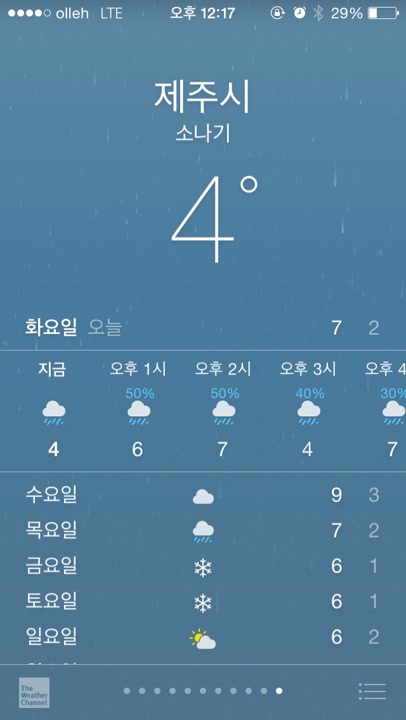 olleh LTE 오후 12:17 29%
제주시
소나기
4°
화요일 오늘 7 2
지금 오후 1시 오후 2시 오후 3시 오후 4
50% 50% 40% 30%
4 6 7 4 7
수요일 9 3
목요일 7 2
금요일 6 1
토요일 6 1
일요일 6 2
The
Weather
Channel